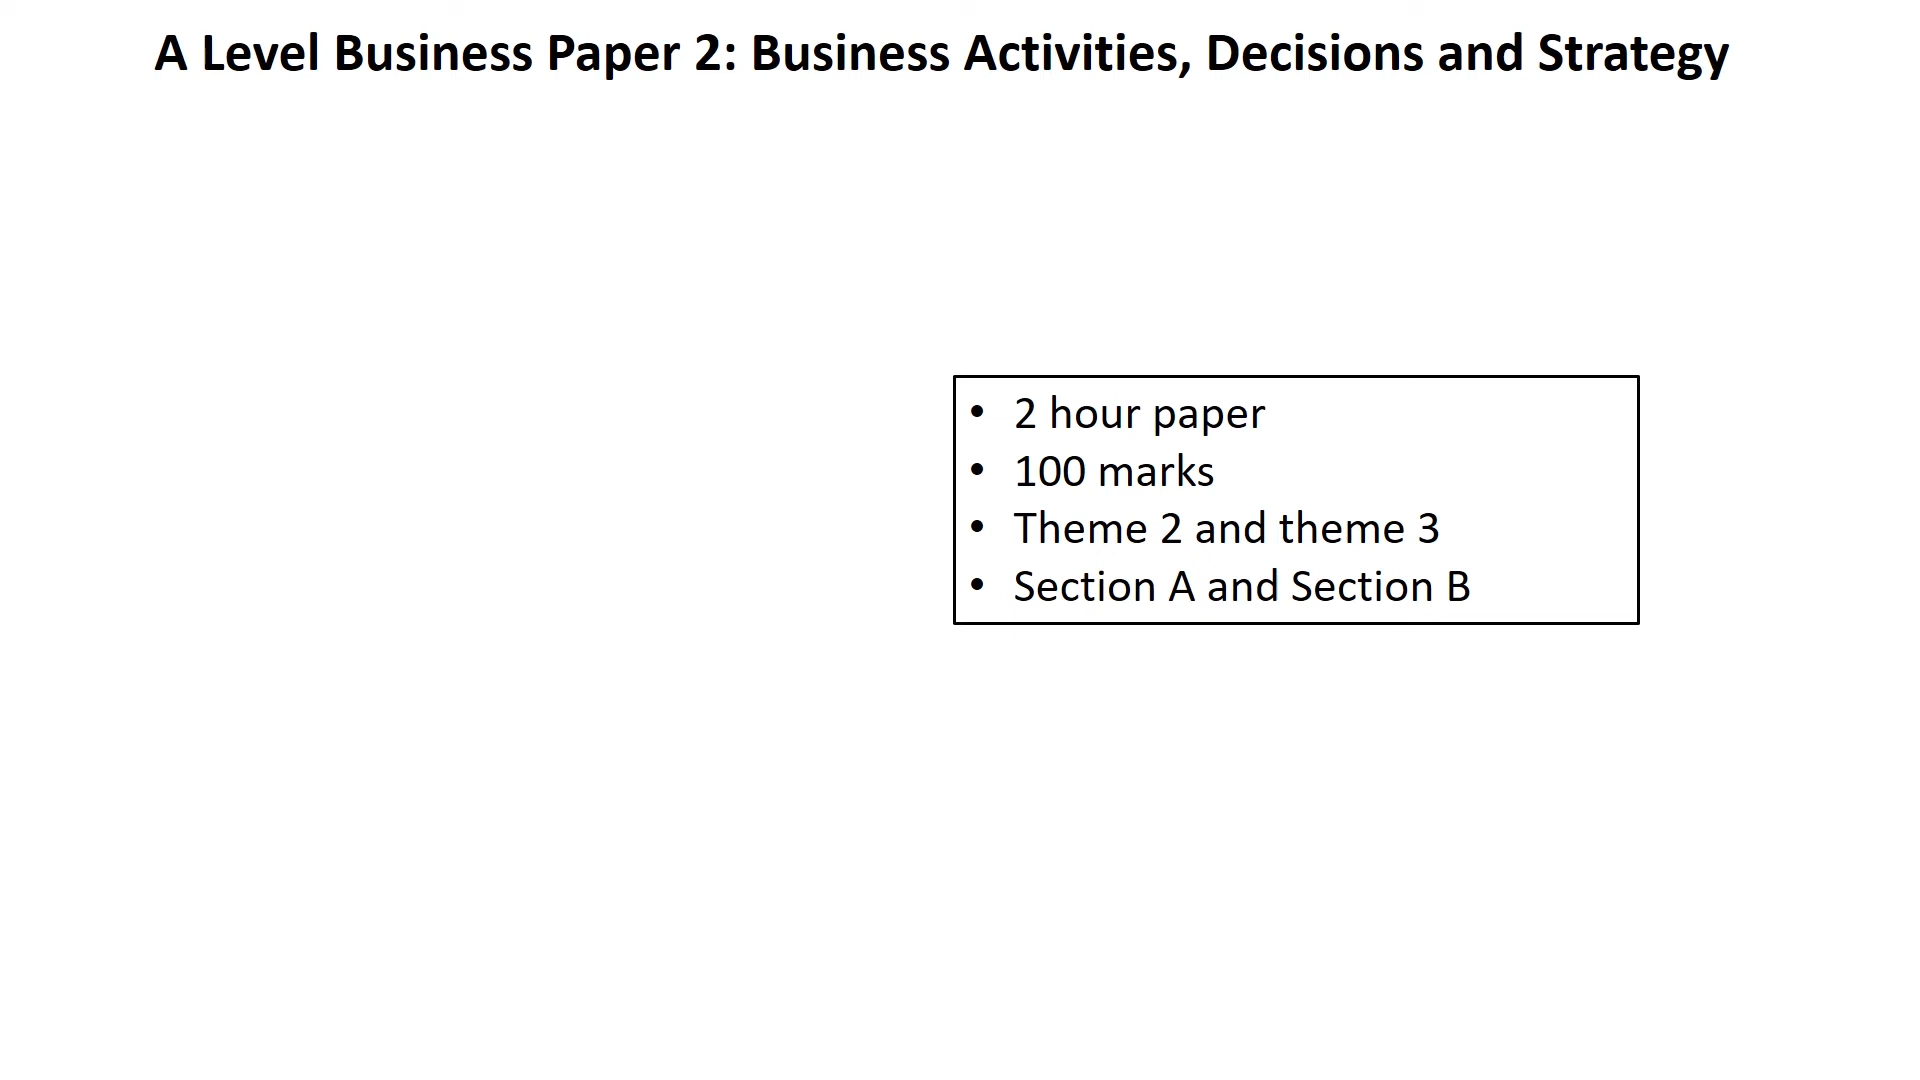 A Level Business Paper 2: Business Activities, Decisions and Strategy
• 2 hour paper
• 100 marks
• Theme 2 and theme 3
• Section A and Section B